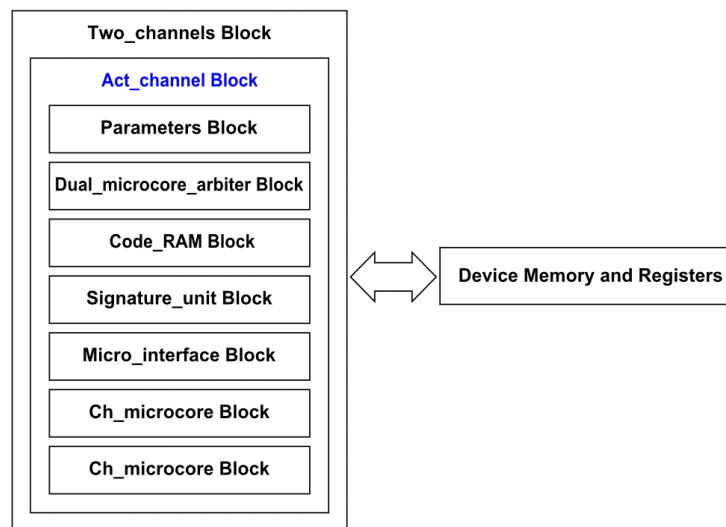 Two_channels Block
Act_channel Block
Parameters Block
Dual_microcore_arbiter Block
Code_RAM Block
Signature_unit Block
Device Memory and Registers
Micro_interface Block
Ch_microcore Block
Ch_microcore Block